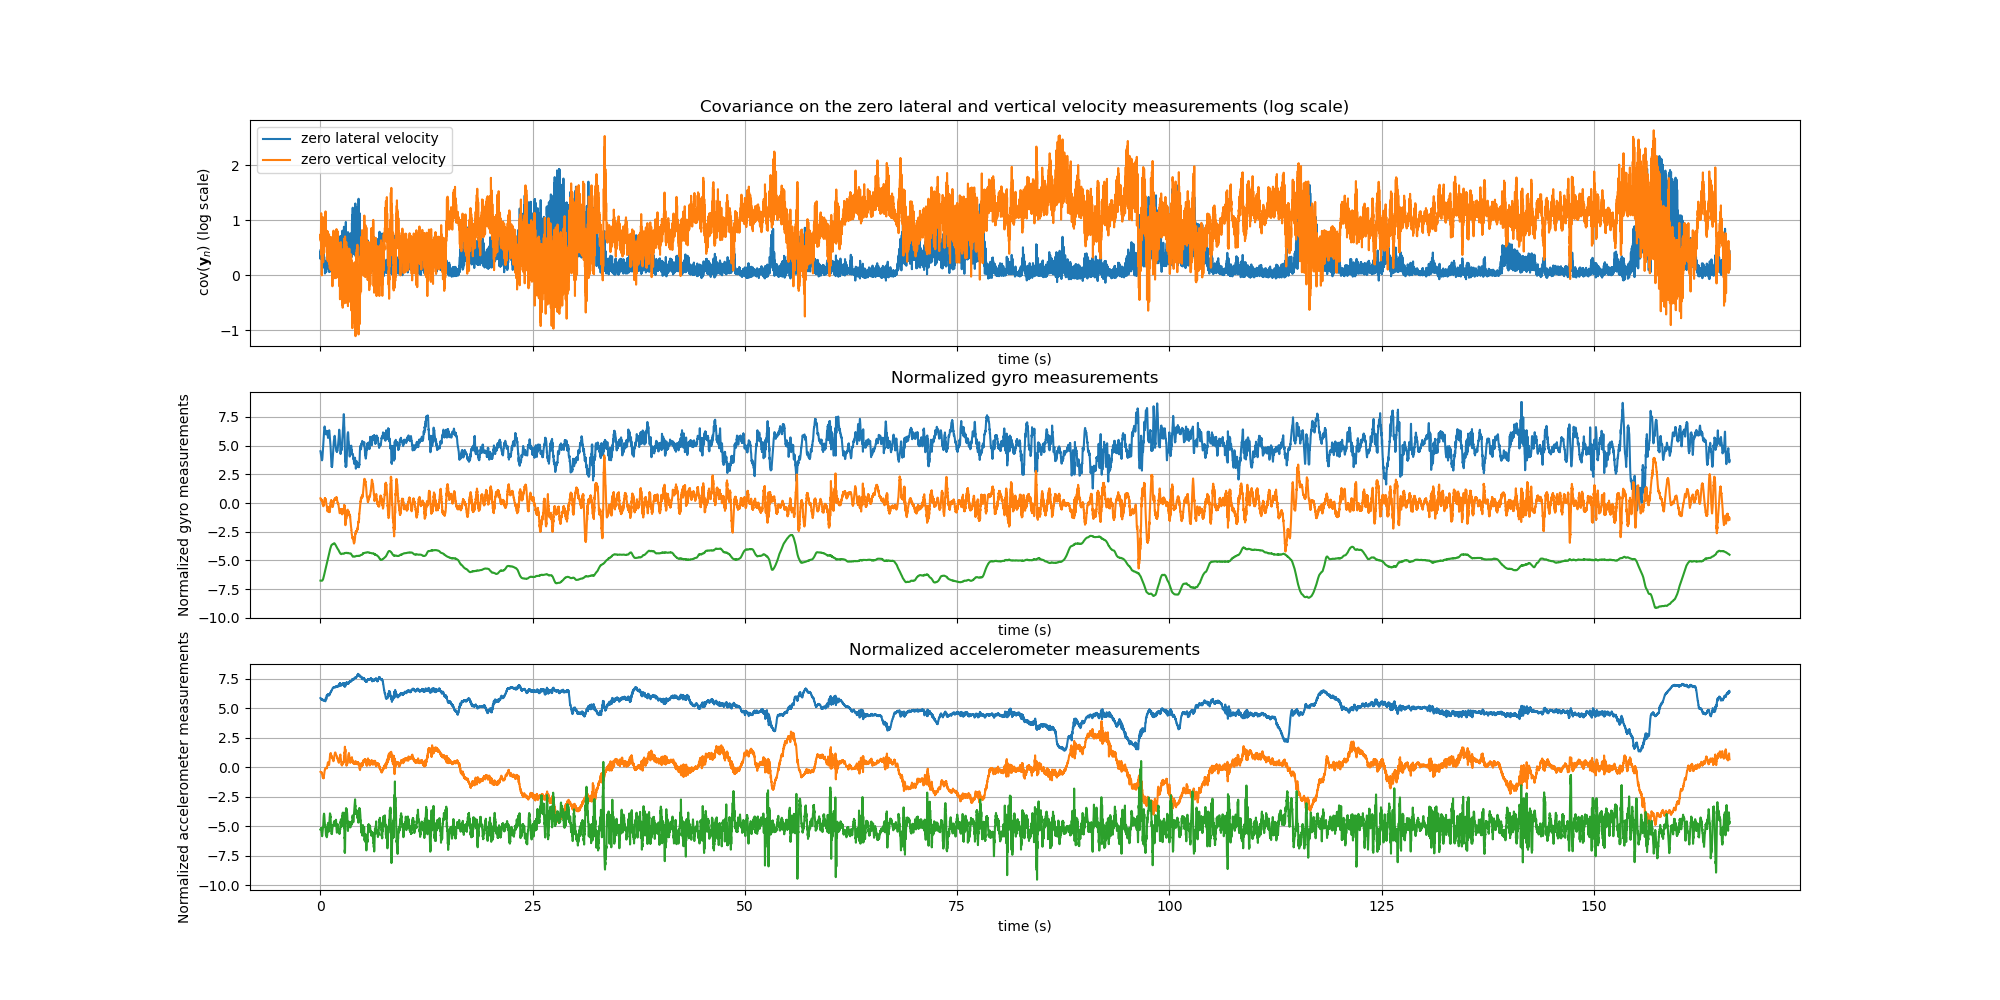 Covariance on the zero lateral and vertical velocity measurements (log scale)
cov(𝐲ₙ) (log scale)
2
1
0
−1
zero lateral velocity
zero vertical velocity
time (s)
Normalized gyro measurements
Normalized gyro measurements
7.5
5.0
2.5
0.0
−2.5
−5.0
−7.5
−10.0
time (s)
Normalized accelerometer measurements
Normalized accelerometer measurements
7.5
5.0
2.5
0.0
−2.5
−5.0
−7.5
−10.0
0 25 50 75 100 125 150
time (s)